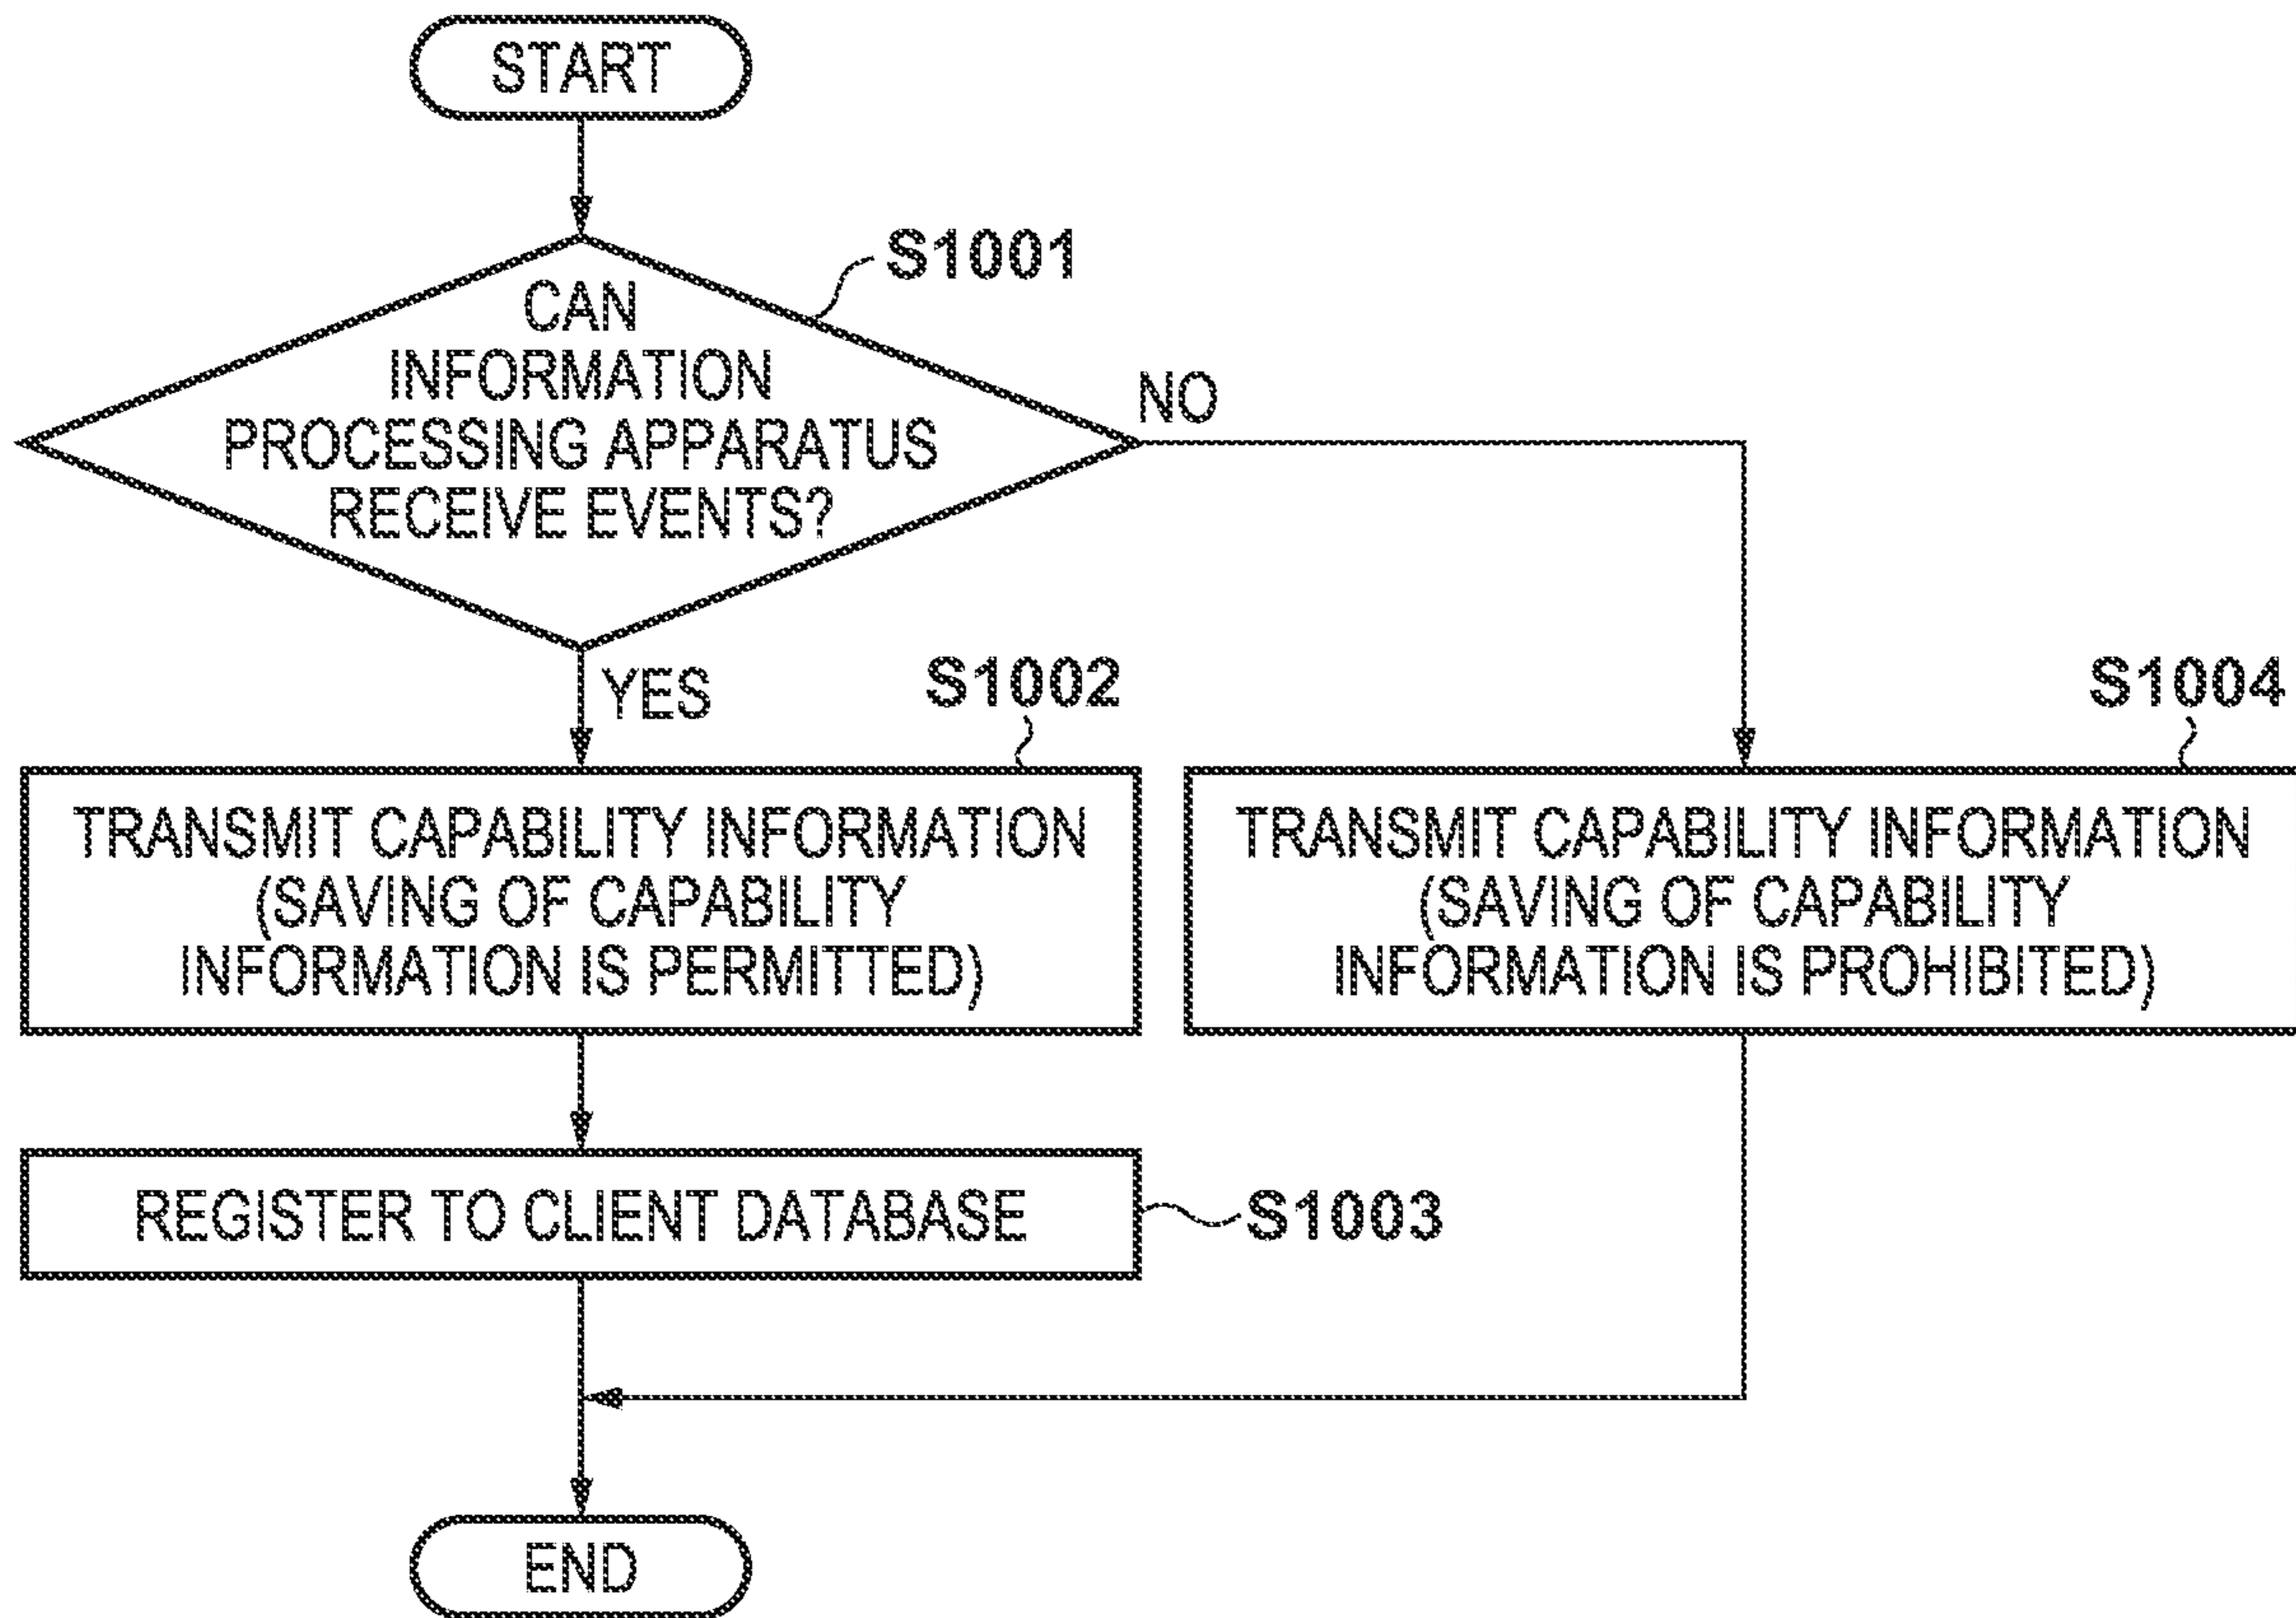 START
S1001
CAN
INFORMATION
PROCESSING APPARATUS
RECEIVE EVENTS?
NO
YES
S1002
TRANSMIT CAPABILITY INFORMATION
(SAVING OF CAPABILITY
INFORMATION IS PERMITTED)
S1004
TRANSMIT CAPABILITY INFORMATION
(SAVING OF CAPABILITY
INFORMATION IS PROHIBITED)
REGISTER TO CLIENT DATABASE
S1003
END